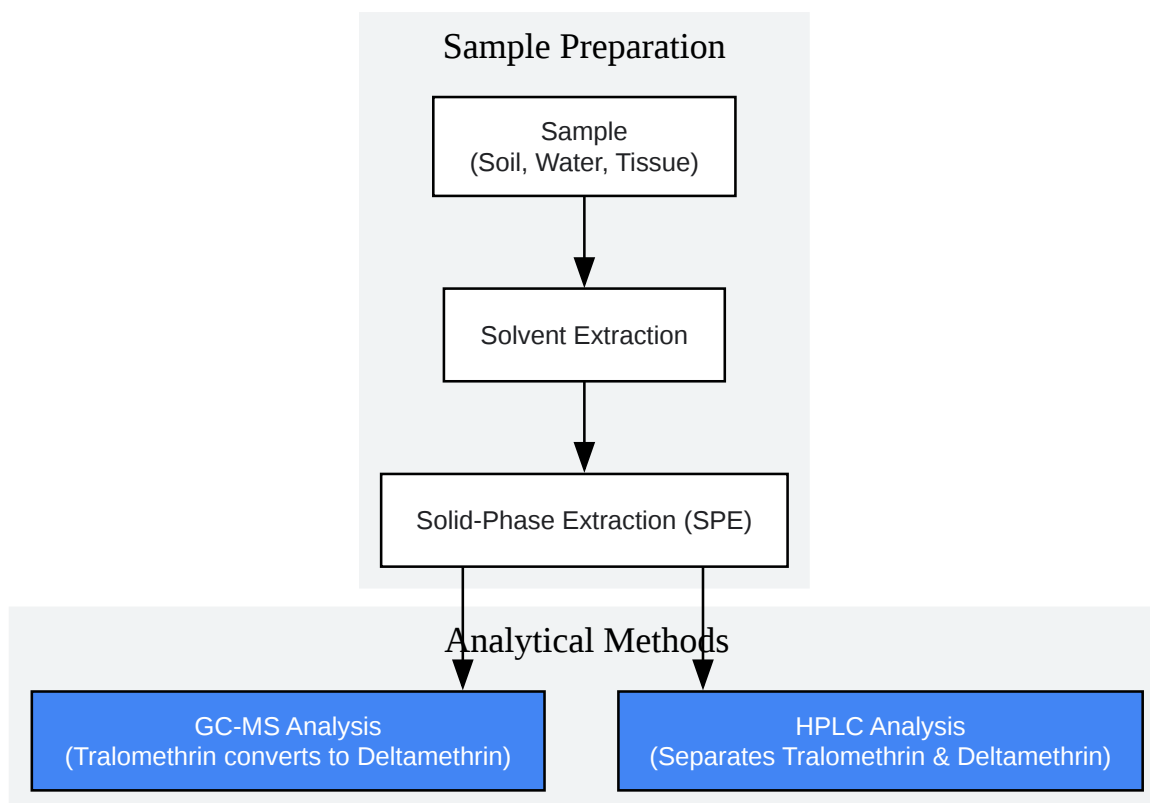 Sample Preparation
Sample
(Soil, Water, Tissue)
Solvent Extraction
Solid-Phase Extraction (SPE)
Analytical Methods
GC-MS Analysis
(Tralomethrin converts to Deltamethrin)
HPLC Analysis
(Separates Tralomethrin & Deltamethrin)